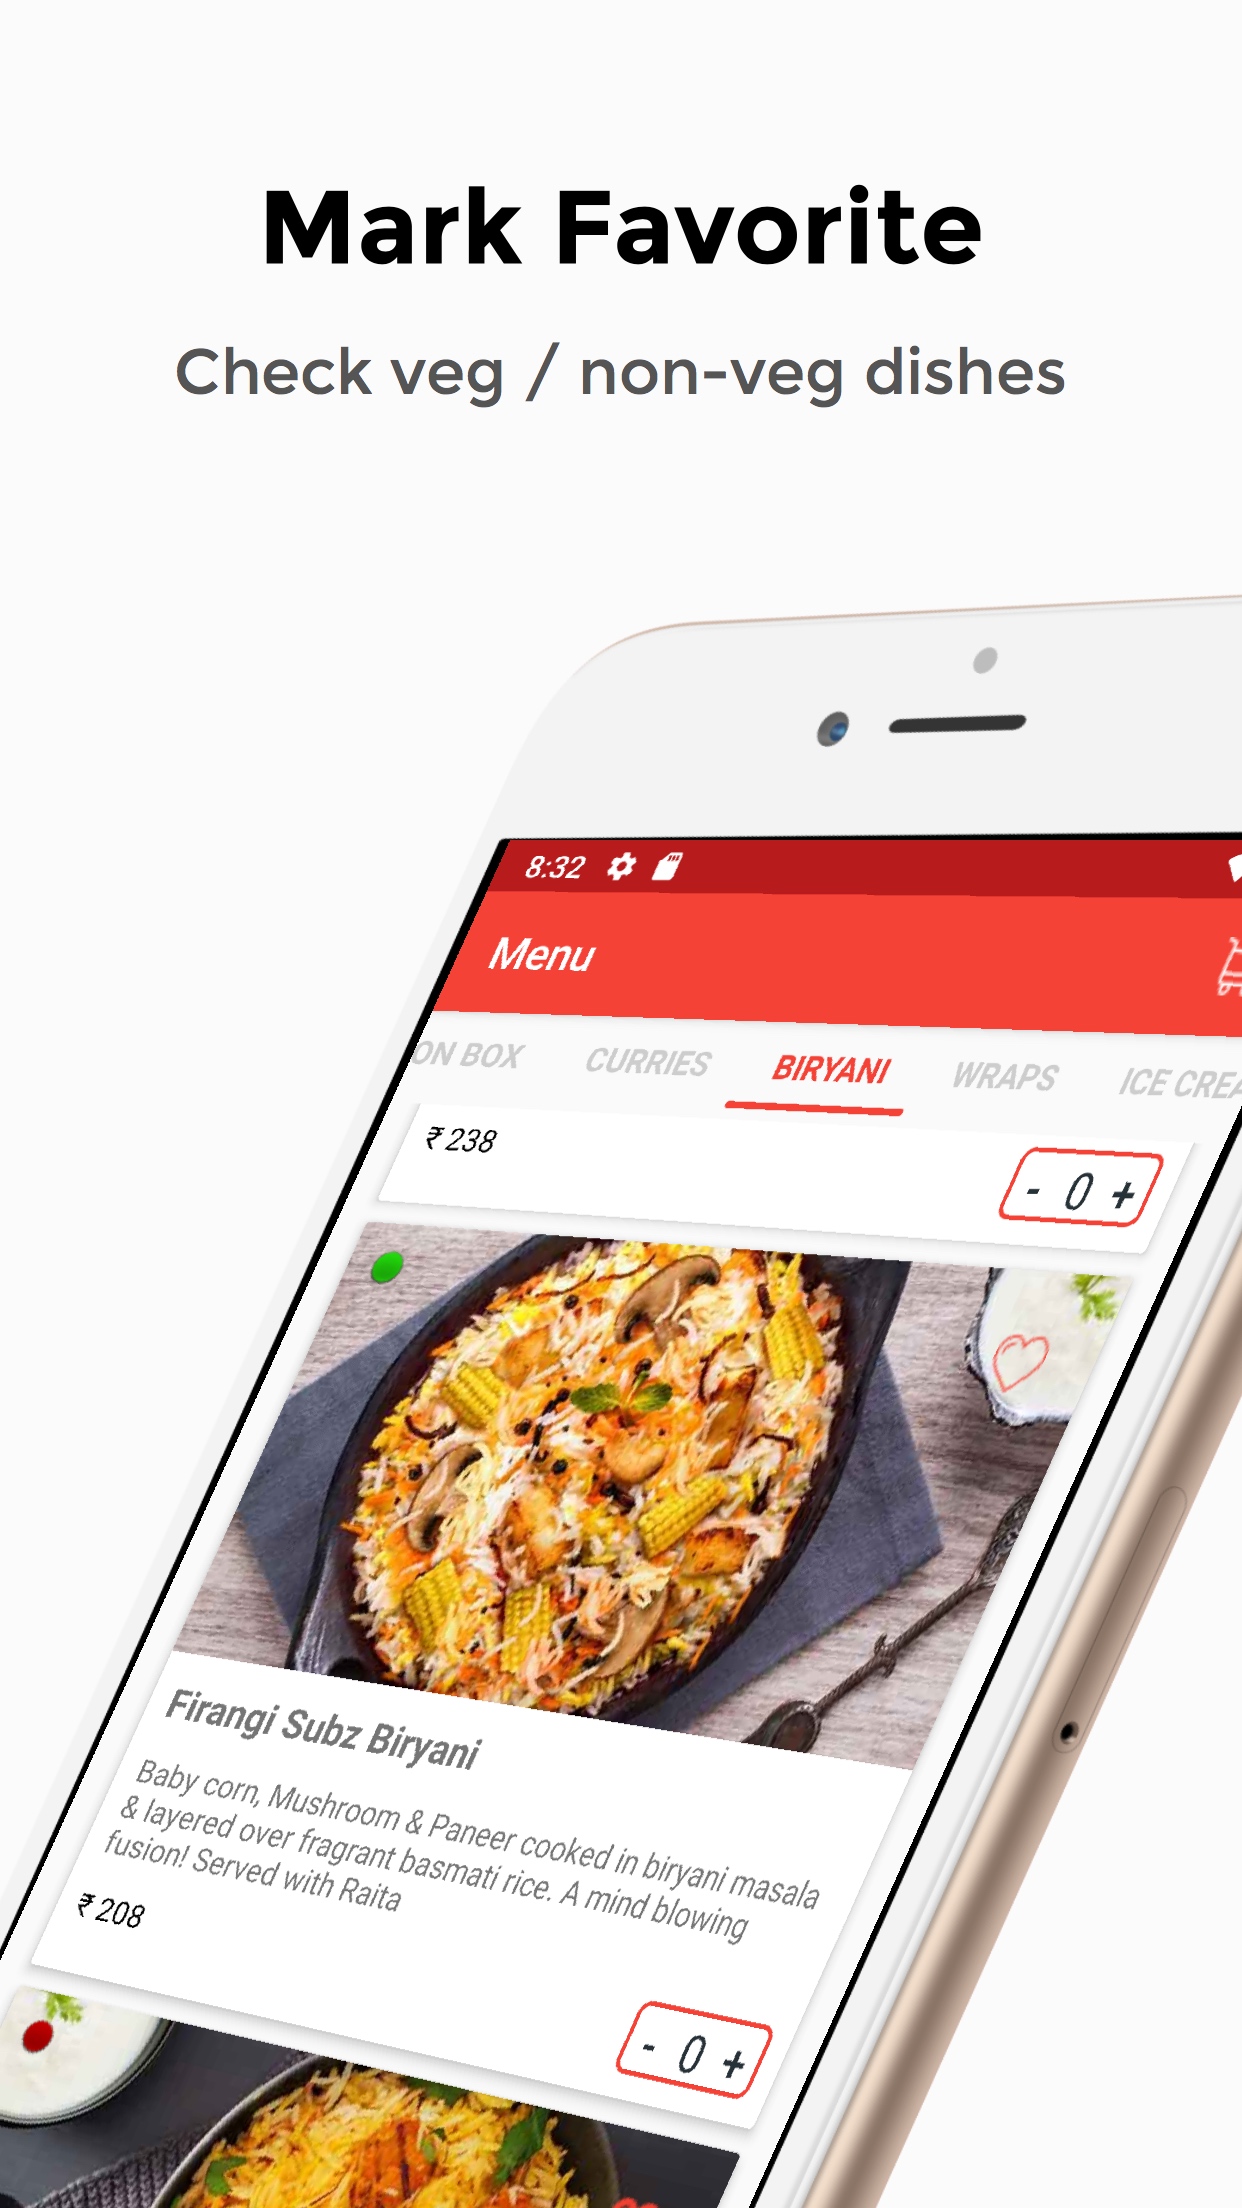 Mark Favorite
Check veg / non-veg dishes
8:32
Menu
ON BOX CURRIES BIRYANI WRAPS ICE CREA
₹ 238
- 0 +
Firangi Subz Biryani
Baby corn, Mushroom & Paneer cooked in biryani masala
& layered over fragrant basmati rice. A mind blowing
fusion! Served with Raita
₹ 208
- 0 +